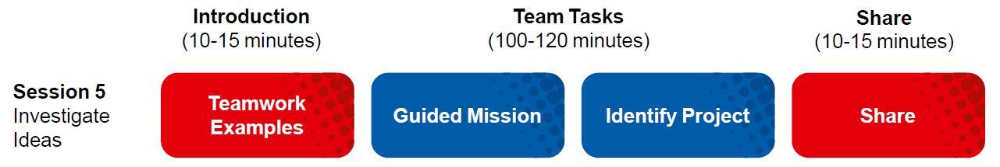 Introduction
(10-15 minutes)
Team Tasks
(100-120 minutes)
Share
(10-15 minutes)
Session 5
Investigate
Ideas
Teamwork
Examples
Guided Mission
Identify Project
Share